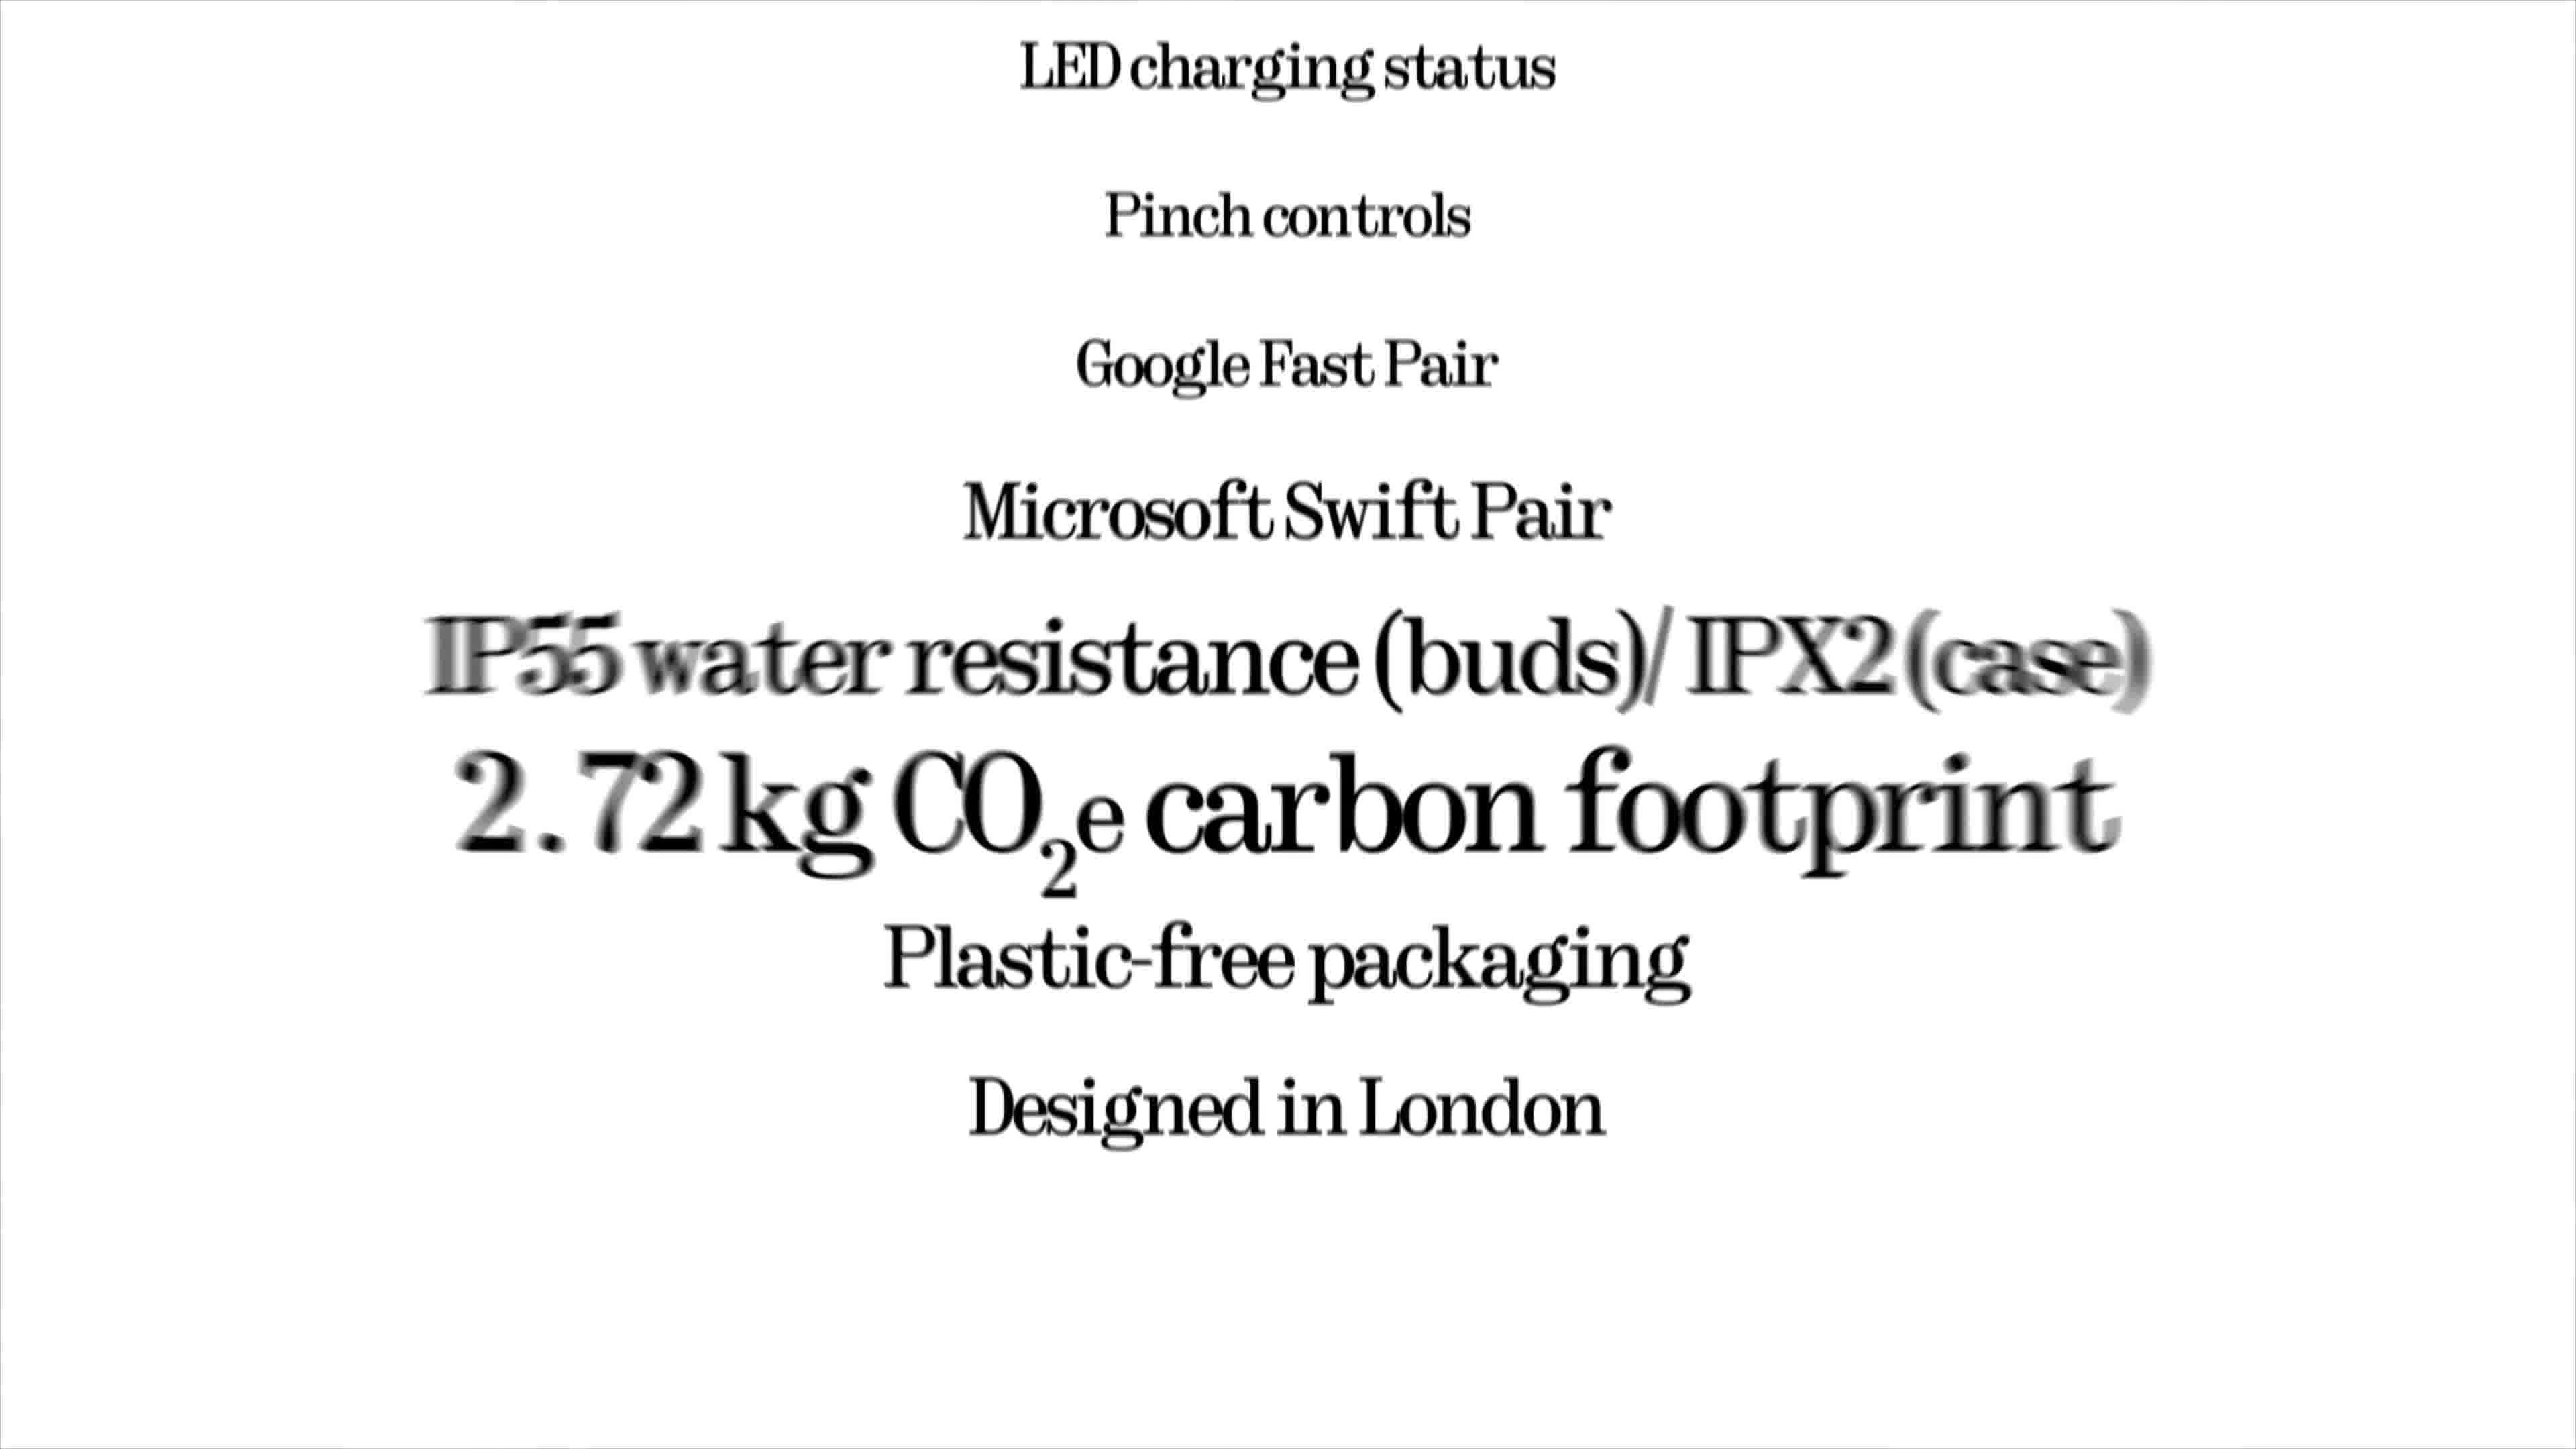 LED charging status
Pinch controls
Google Fast Pair
Microsoft Swift Pair
IP55 water resistance (buds)/ IPX2 (case)
2.72 kg CO₂e carbon footprint
Plastic-free packaging
Designed in London